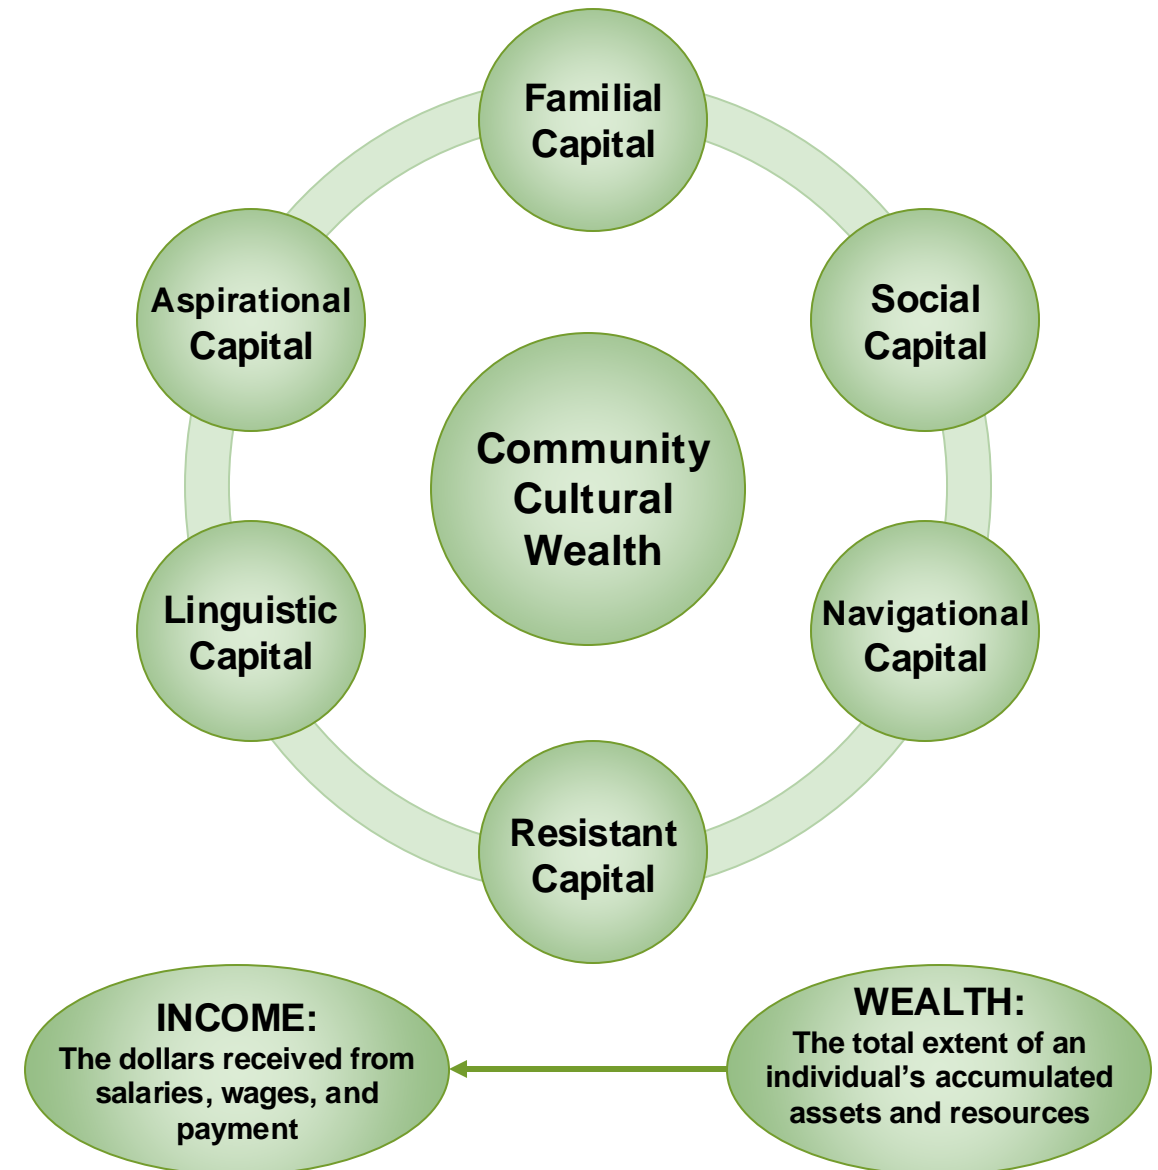 Familial
Capital
Aspirational
Capital
Social
Capital
Community
Cultural
Wealth
Linguistic
Capital
Navigational
Capital
Resistant
Capital
INCOME:
The dollars received from
salaries, wages, and
payment
WEALTH:
The total extent of an
individual’s accumulated
assets and resources